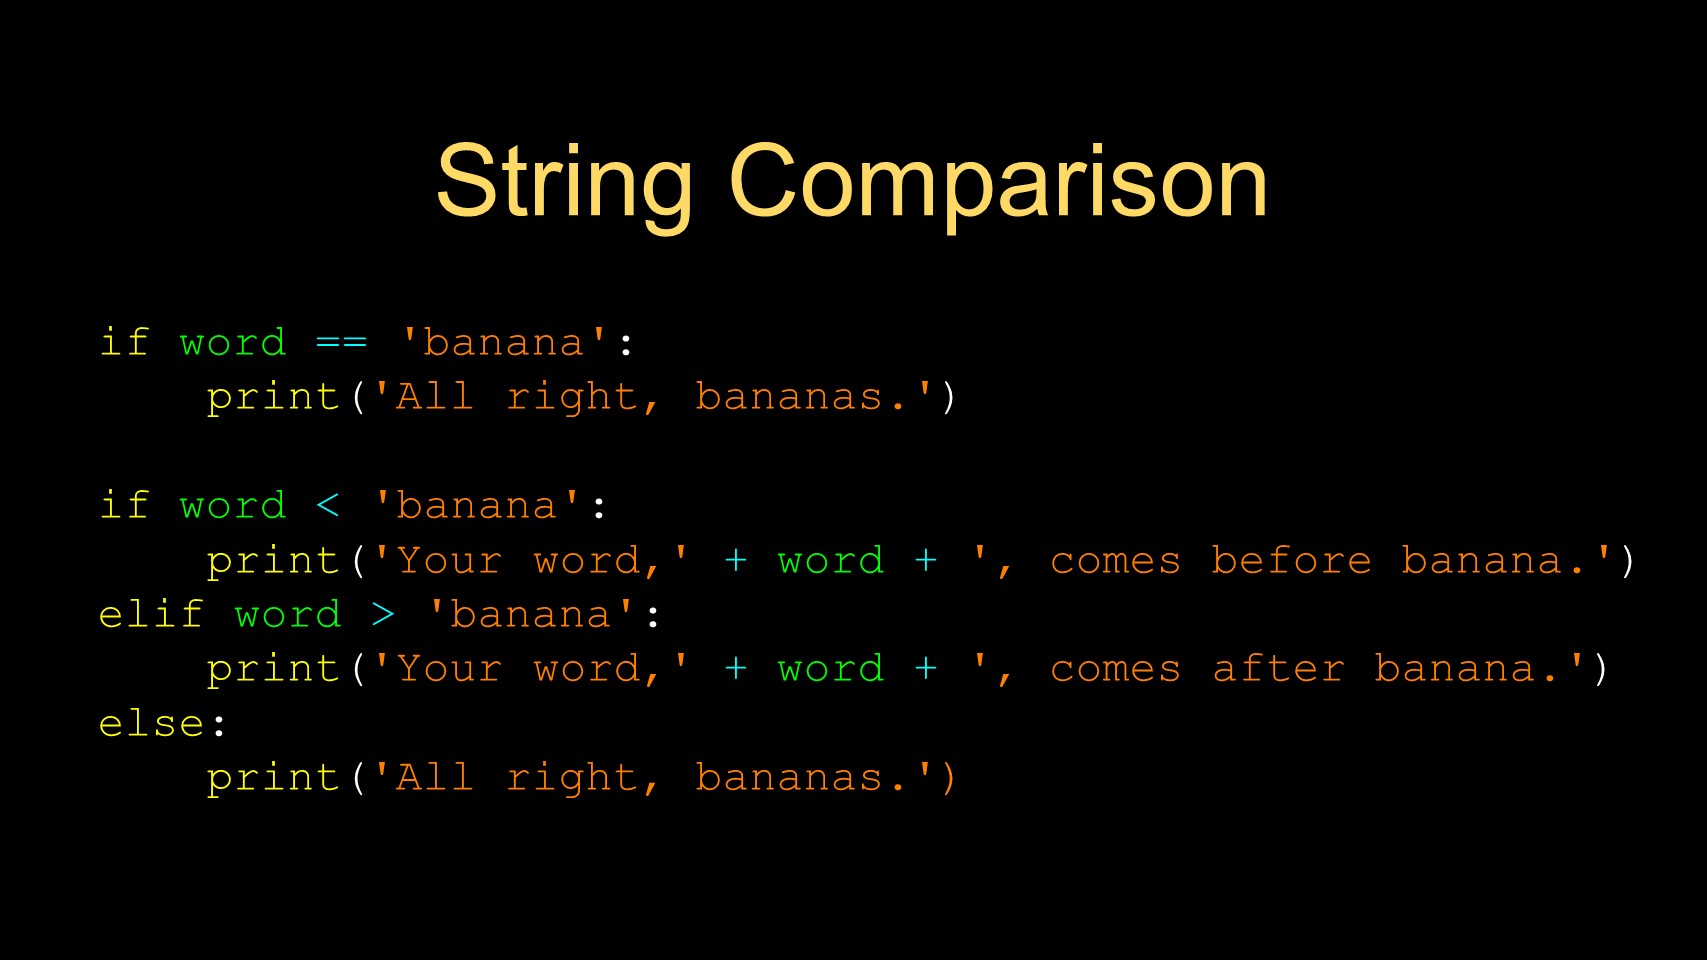 String Comparison
if word == 'banana':
    print('All right, bananas.')
if word < 'banana':
    print('Your word,' + word + ', comes before banana.')
elif word > 'banana':
    print('Your word,' + word + ', comes after banana.')
else:
    print('All right, bananas.')